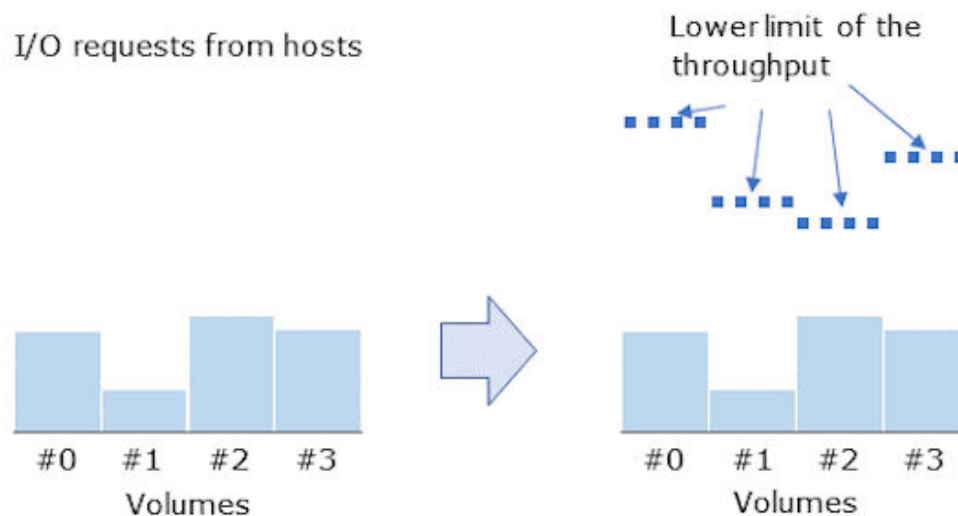 I/O requests from hosts
Lower limit of the
throughput
#0 #1 #2 #3
Volumes
#0 #1 #2 #3
Volumes